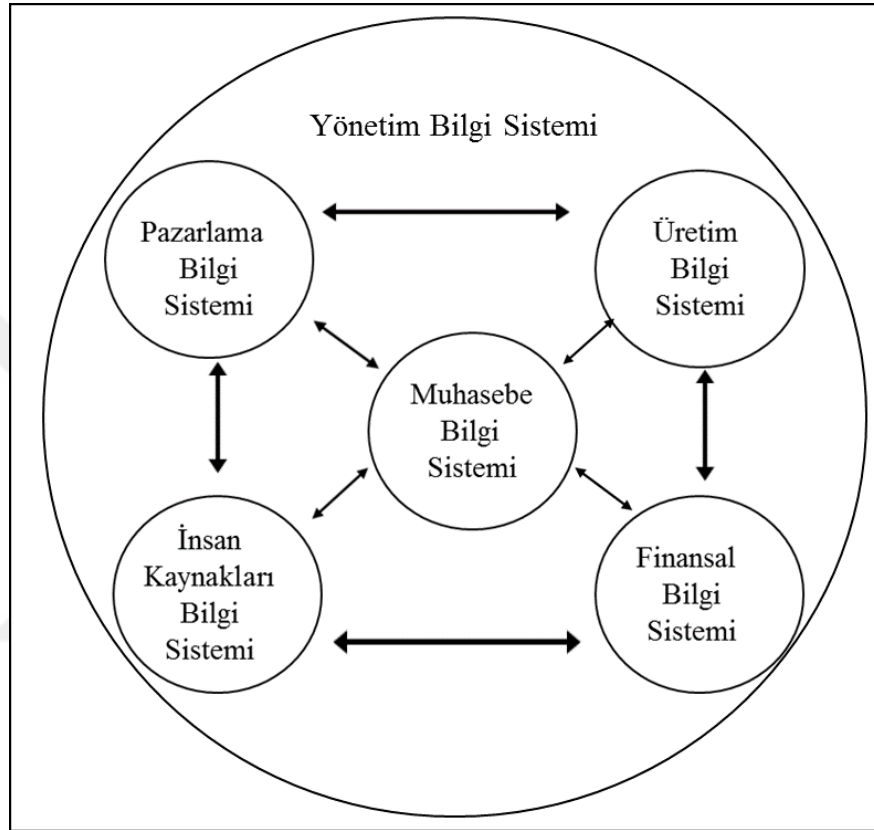 Yönetim Bilgi Sistemi
Pazarlama
Bilgi
Sistemi
Üretim
Bilgi
Sistemi
Muhasebe
Bilgi
Sistemi
İnsan
Kaynakları
Bilgi
Sistemi
Finansal
Bilgi
Sistemi